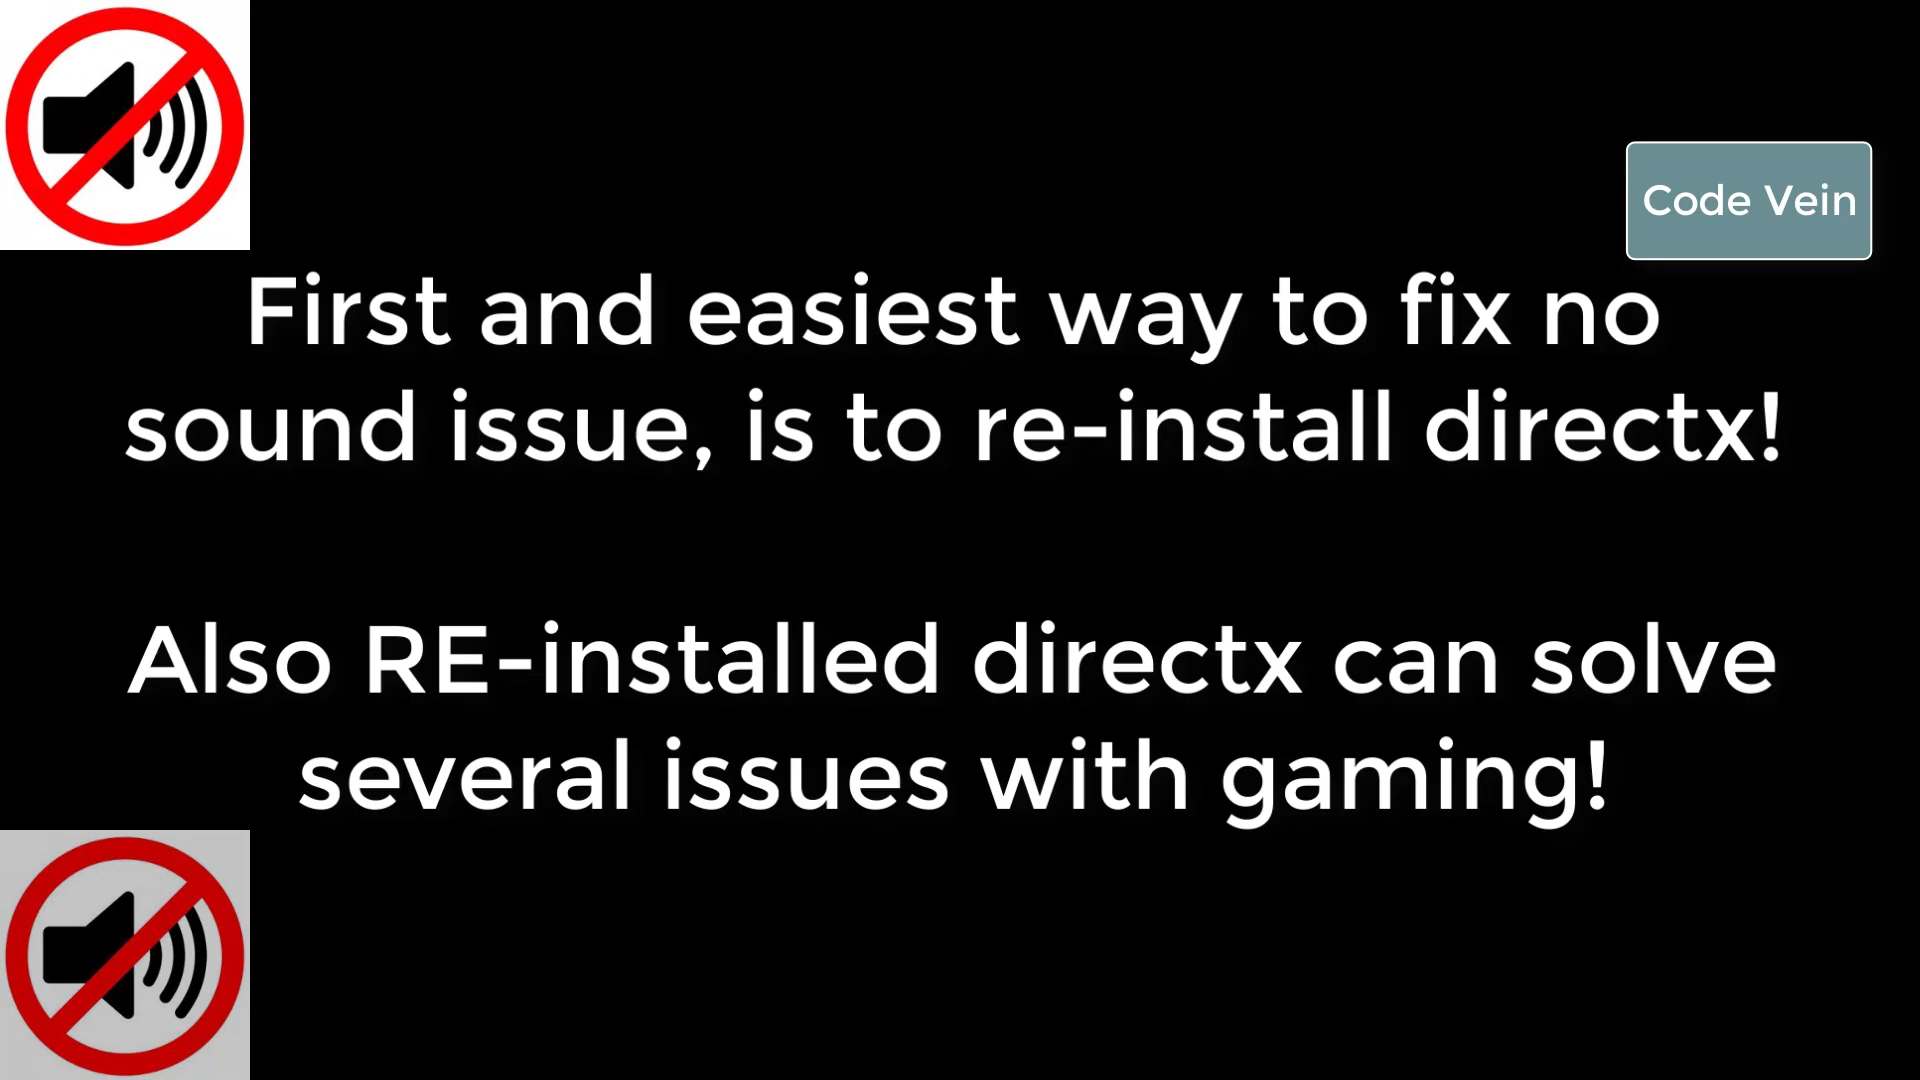 Code Vein
First and easiest way to fix no
sound issue, is to re-install directx!
Also RE-installed directx can solve
several issues with gaming!